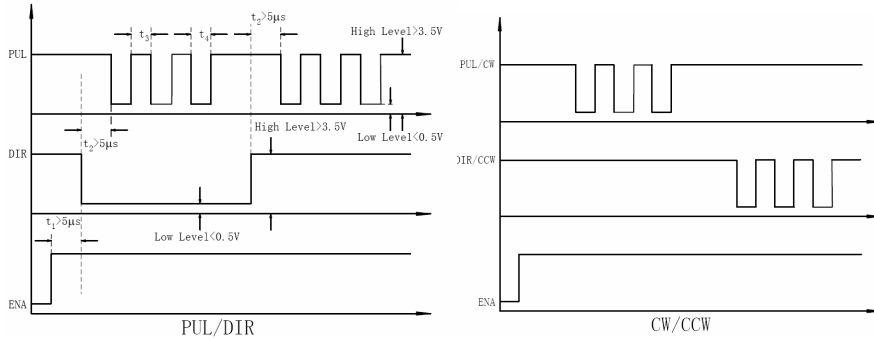 t2>5μs
High Level>3.5V
t3
t4
PUL
High Level>3.5V
Low Level<0.5V
t2>5μs
DIR
t1>5μs
Low Level<0.5V
ENA
PUL/DIR
PUL/CW
DIR/CCW
ENA
CW/CCW